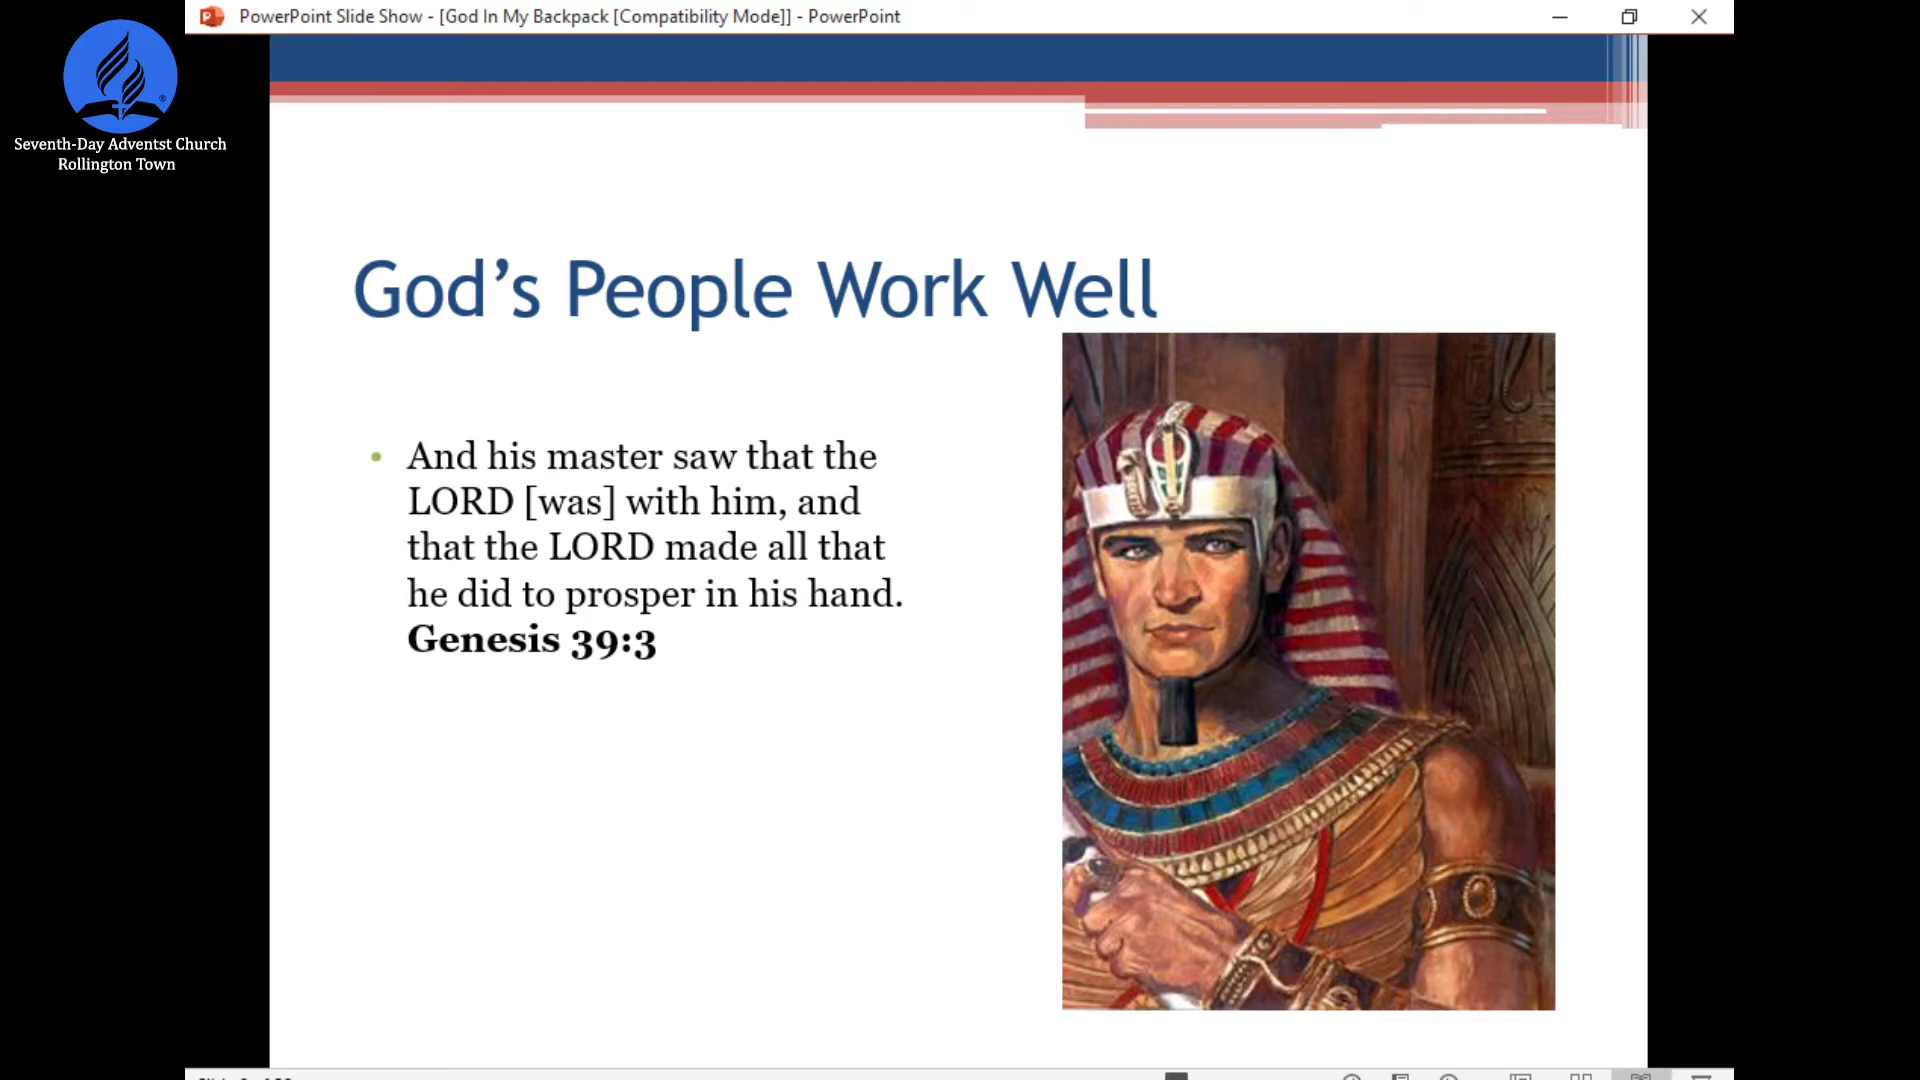 PowerPoint Slide Show - [God In My Backpack [Compatibility Mode]] - PowerPoint
Seventh-Day Adventst Church
Rollington Town
God’s People Work Well
• And his master saw that the
LORD [was] with him, and
that the LORD made all that
he did to prosper in his hand.
Genesis 39:3